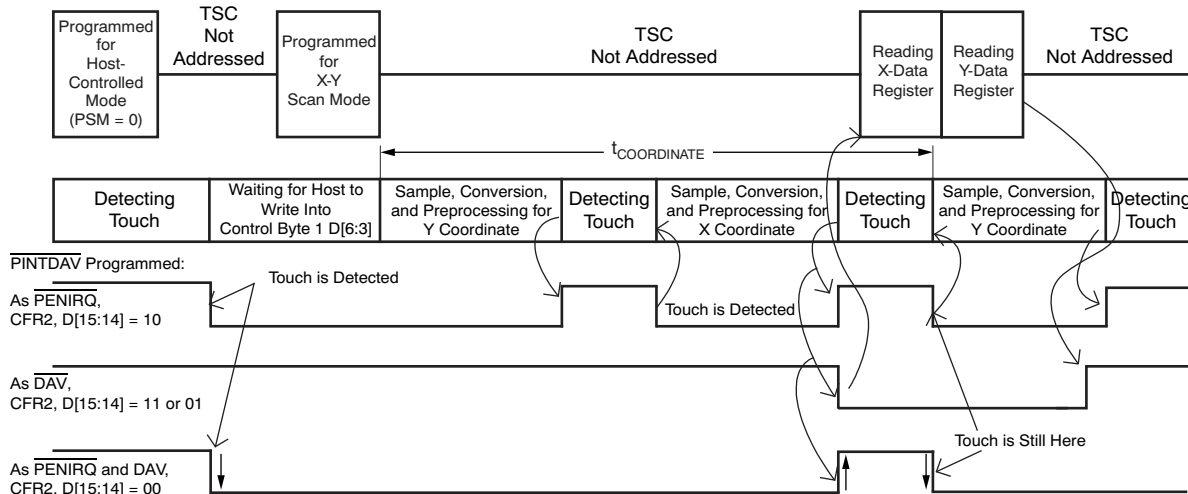 Programmed
for
Host-
Controlled
Mode
(PSM = 0)
TSC
Not
Addressed
Programmed
for
X-Y
Scan Mode
TSC
Not Addressed
Reading
X-Data
Register
Reading
Y-Data
Register
TSC
Not Addressed
tCOORDINATE
Detecting
Touch
Waiting for Host to
Write Into
Control Byte 1 D[6:3]
Sample, Conversion,
and Preprocessing for
Y Coordinate
Detecting
Touch
Sample, Conversion,
and Preprocessing for
X Coordinate
Detecting
Touch
Sample, Conversion,
and Preprocessing for
Y Coordinate
Detecting
Touch
PINTDAV Programmed:
Touch is Detected
As PENIRQ,
CFR2, D[15:14] = 10
Touch is Detected
As DAV,
CFR2, D[15:14] = 11 or 01
Touch is Still Here
As PENIRQ and DAV,
CFR2, D[15:14] = 00